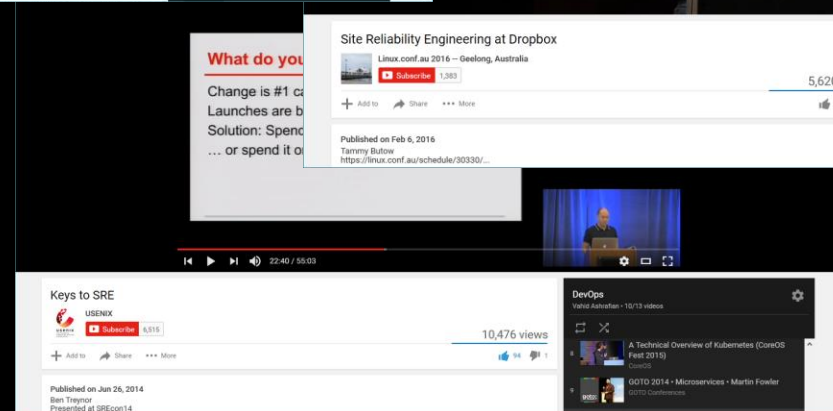 What do you
Change is #1 ca
Launches are b
Solution: Spend
... or spend it o
Site Reliability Engineering at Dropbox
Linux.conf.au 2016 -- Geelong, Australia
Subscribe 1,383
5,620
Add to Share More
Published on Feb 6, 2016
Tammy Butow
https://linux.conf.au/schedule/30330/...
22:40 / 55:03
Keys to SRE
USENIX
Subscribe 6,515
10,476 views
Add to Share More
94 1
Published on Jun 26, 2014
Ben Treynor
Presented at SREcon14
DevOps
Vahid Ashrafian - 10/13 videos
8
A Technical Overview of Kubernetes (CoreOS
Fest 2015)
CoreOS
9
GOTO 2014 • Microservices • Martin Fowler
GOTO Conferences